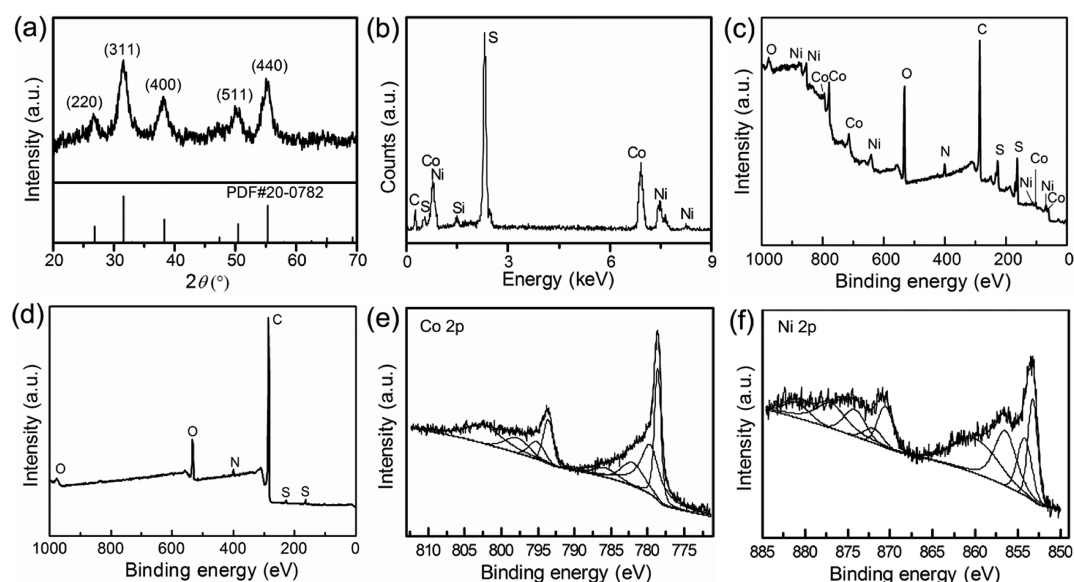 (a)
Intensity (a.u.)
(220)
(311)
(400)
(511)
(440)
PDF#20-0782
20 30 40 50 60 70
2θ (°)
(b)
Counts (a.u.)
C
S
Co
Ni
Si
S
Co
Ni
Ni
0 3 6 9
Energy (keV)
(c)
Intensity (a.u.)
O
Ni
Ni
Co
Co
Co
Ni
O
N
C
S
S
Ni
Co
Ni
Co
1000 800 600 400 200 0
Binding energy (eV)
(d)
Intensity (a.u.)
O
O
N
C
S
S
1000 800 600 400 200 0
Binding energy (eV)
(e)
Co 2p
Intensity (a.u.)
810 805 800 795 790 785 780 775
Binding energy (eV)
(f)
Ni 2p
Intensity (a.u.)
885 880 875 870 865 860 855 850
Binding energy (eV)